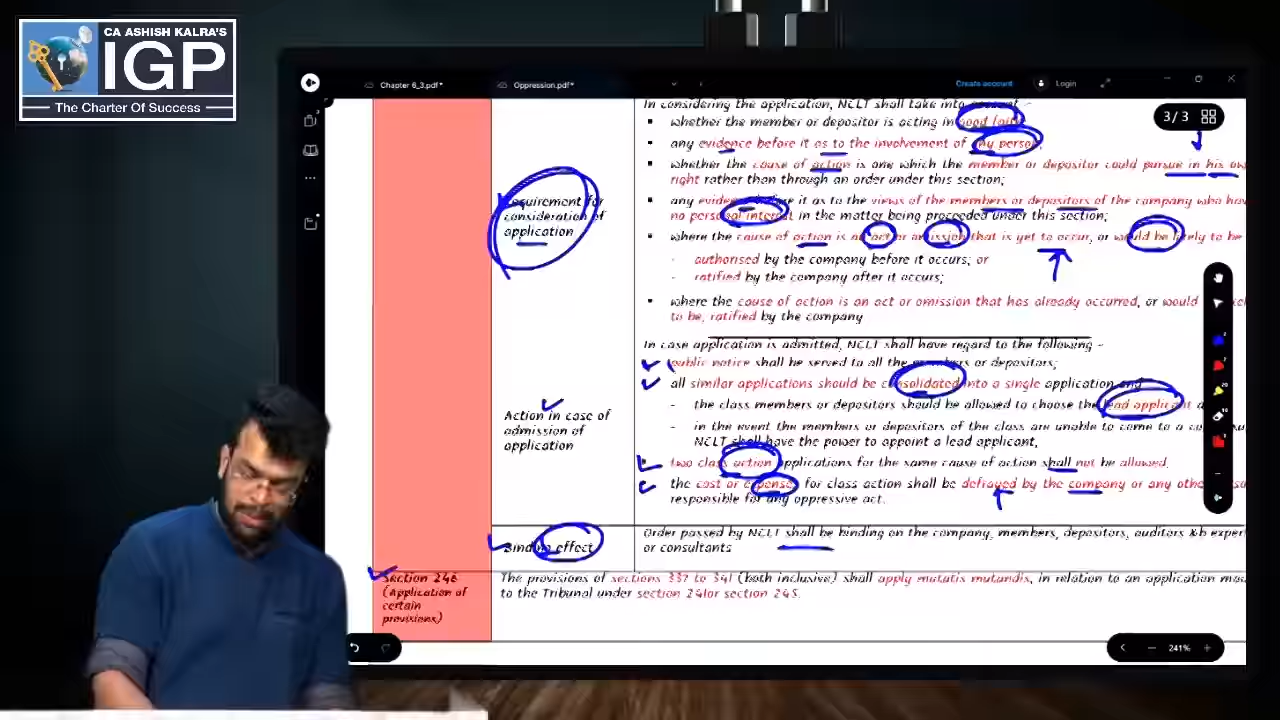 CA ASHISH KALRA'S
IGP
The Charter Of Success
Chapter 6_3.pdf*
Oppression.pdf*
Create account
Login
3 / 3
In considering the application, NCLT shall take into account -
whether the member or depositor is acting in good faith
any evidence before it as to the involvement of any person
whether the cause of action is one which the member or depositor could pursue in his
right rather than through an order under this section;
any evidence before it as to the views of the members or depositors of the company who
no personal interest in the matter being proceeded under this section;
where the cause of action is an act or omission that is yet to occur, or would be likely to be
- authorised by the company before it occurs; or
- ratified by the company after it occurs;
where the cause of action is an act or omission that has already occurred, or would
to be, ratified by the company
Requirement for
consideration of
application
In case application is admitted, NCLT shall have regard to the following -
public notice shall be served to all the members or depositors;
all similar applications should be consolidated into a single application and
- the class members or depositors should be allowed to choose the lead applicant
- in the event the members or depositors of the class are unable to come to a
NCLT shall have the power to appoint a lead applicant;
two class action applications for the same cause of action shall not be allowed.
the cost or expense for class action shall be defrayed by the company or any
responsible for any oppressive act.
Action in case of
admission of
application
Binding effect
Order passed by NCLT shall be binding on the company, members, depositors, auditors
or consultants
Section 246
(Application of
certain
provisions)
The provisions of sections 337 to 341 (both inclusive) shall apply mutatis mutandis, in relation to an application
to the Tribunal under section 241or section 245.
241%